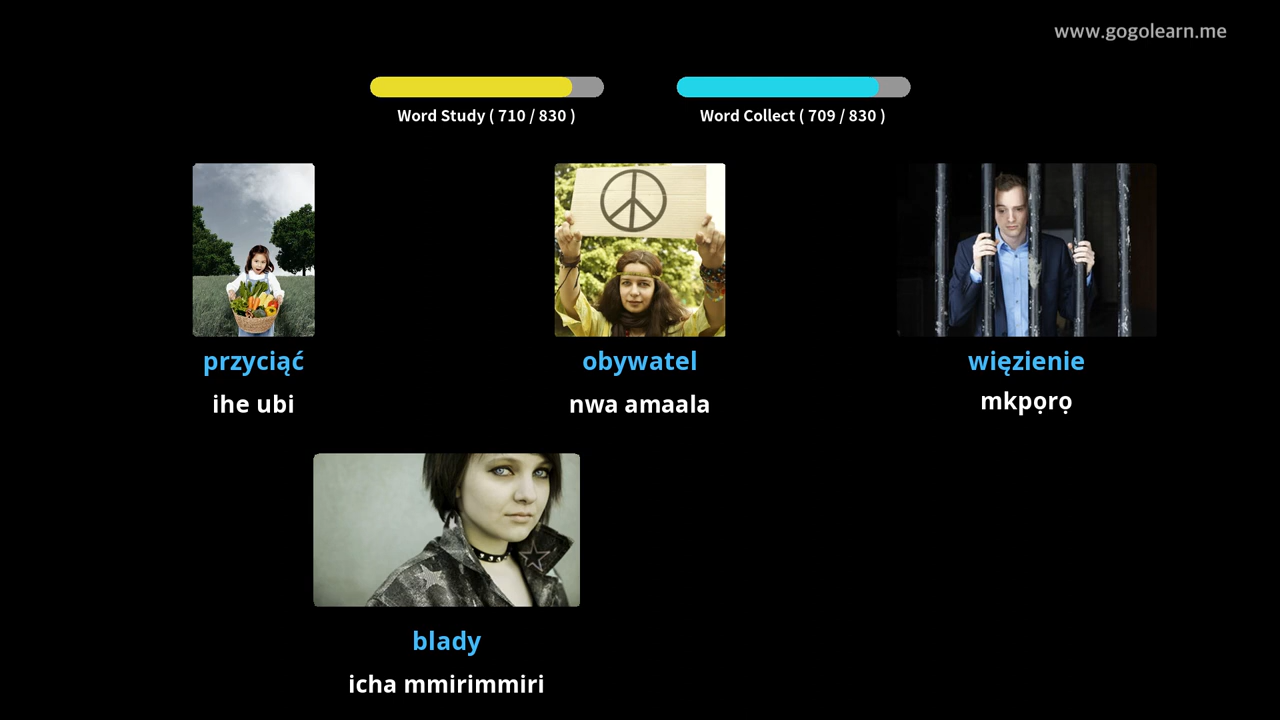 www.gogolearn.me
Word Study ( 710 / 830 )
Word Collect ( 709 / 830 )
przyciąć
obywatel
więzienie
ihe ubi
nwa amaala
mkpọrọ
blady
icha mmirimmiri